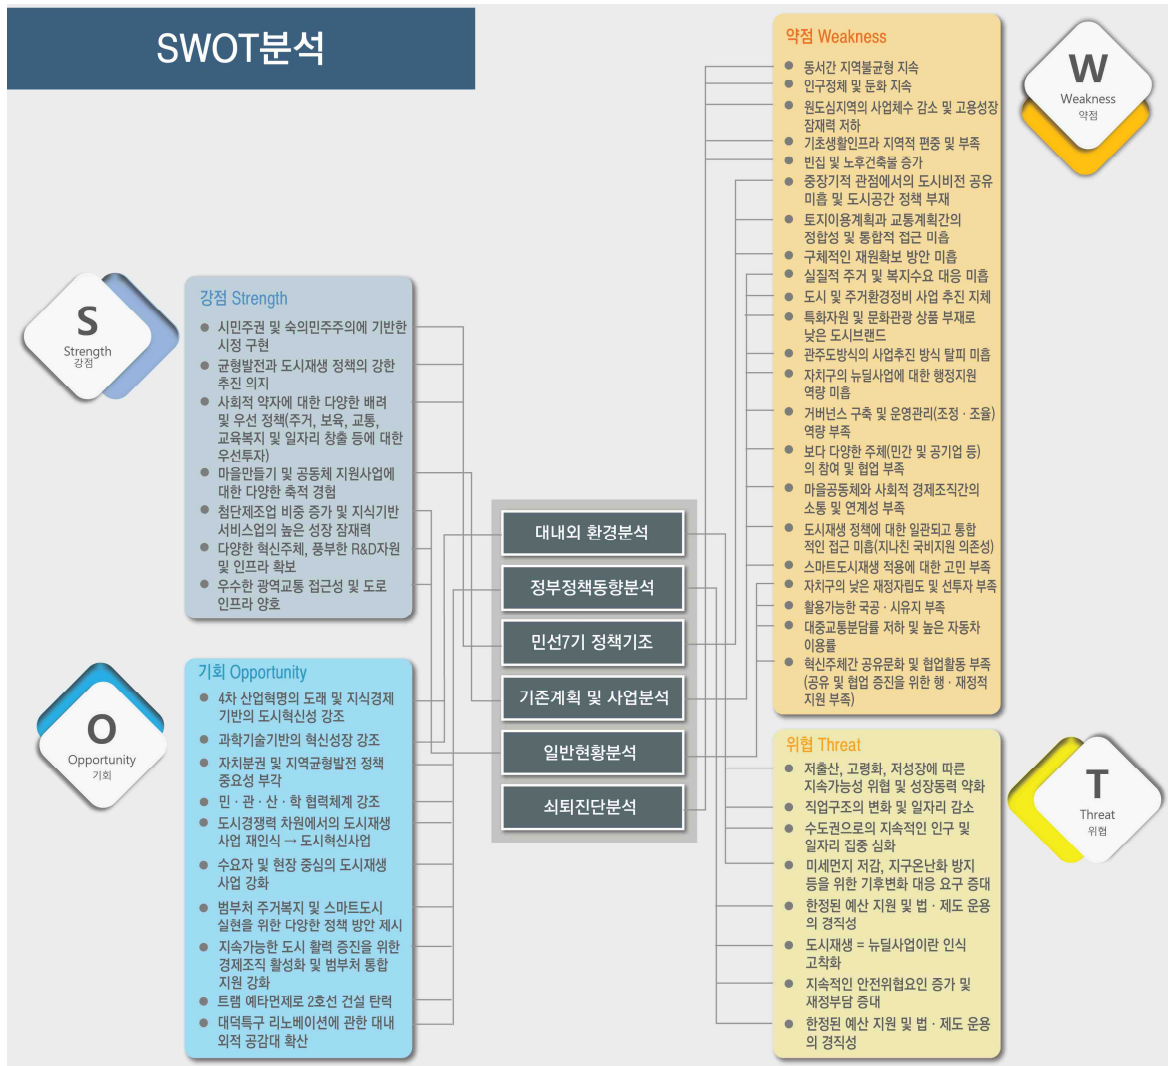 SWOT분석
S
Strength
강점
강점 Strength
시민주권 및 숙의민주주의에 기반한
시정 구현
균형발전과 도시재생 정책의 강한
추진 의지
사회적 약자에 대한 다양한 배려
및 우선 정책(주거, 보육, 교통,
교육복지 및 일자리 창출 등에 대한
우선투자)
마을만들기 및 공동체 지원사업에
대한 다양한 축적 경험
첨단제조업 비중 증가 및 지식기반
서비스업의 높은 성장 잠재력
다양한 혁신주체, 풍부한 R&D자원
및 인프라 확보
우수한 광역교통 접근성 및 도로
인프라 양호
O
Opportunity
기회
기회 Opportunity
4차 산업혁명의 도래 및 지식경제
기반의 도시혁신성 강조
과학기술기반의 혁신성장 강조
자치분권 및 지역균형발전 정책
중요성 부각
민 · 관 · 산 · 학 협력체계 강조
도시경쟁력 차원에서의 도시재생
사업 재인식 → 도시혁신사업
수요자 및 현장 중심의 도시재생
사업 강화
범부처 주거복지 및 스마트도시
실현을 위한 다양한 정책 방안 제시
지속가능한 도시 활력 증진을 위한
경제조직 활성화 및 범부처 통합
지원 강화
트램 예타면제로 2호선 건설 탄력
대덕특구 리노베이션에 관한 대내
외적 공감대 확산
대내외 환경분석
정부정책동향분석
민선7기 정책기조
기존계획 및 사업분석
일반현황분석
쇠퇴진단분석
약점 Weakness
동서간 지역불균형 지속
인구정체 및 둔화 지속
원도심지역의 사업체수 감소 및 고용성장
잠재력 저하
기초생활인프라 지역적 편중 및 부족
빈집 및 노후건축물 증가
중장기적 관점에서의 도시비전 공유
미흡 및 도시공간 정책 부재
토지이용계획과 교통계획간의
정합성 및 통합적 접근 미흡
구체적인 재원확보 방안 미흡
실질적 주거 및 복지수요 대응 미흡
도시 및 주거환경정비 사업 추진 지체
특화자원 및 문화관광 상품 부재로
낮은 도시브랜드
관주도방식의 사업추진 방식 탈피 미흡
자치구의 뉴딜사업에 대한 행정지원
역량 미흡
거버넌스 구축 및 운영관리(조정 · 조율)
역량 부족
보다 다양한 주체(민간 및 공기업 등)
의 참여 및 협업 부족
마을공동체와 사회적 경제조직간의
소통 및 연계성 부족
도시재생 정책에 대한 일관되고 통합
적인 접근 미흡(지나친 국비지원 의존성)
스마트도시재생 적용에 대한 고민 부족
자치구의 낮은 재정자립도 및 선투자 부족
활용가능한 국공 · 시유지 부족
대중교통분담률 저하 및 높은 자동차
이용률
혁신주체간 공유문화 및 협업활동 부족
(공유 및 협업 증진을 위한 행 · 재정적
지원 부족)
W
Weakness
약점
위협 Threat
저출산, 고령화, 저성장에 따른
지속가능성 위협 및 성장동력 약화
직업구조의 변화 및 일자리 감소
수도권으로의 지속적인 인구 및
일자리 집중 심화
미세먼지 저감, 지구온난화 방지
등을 위한 기후변화 대응 요구 증대
한정된 예산 지원 및 법 · 제도 운용
의 경직성
도시재생 = 뉴딜사업이란 인식
고착화
지속적인 안전위협요인 증가 및
재정부담 증대
한정된 예산 지원 및 법 · 제도 운용
의 경직성
T
Threat
위협